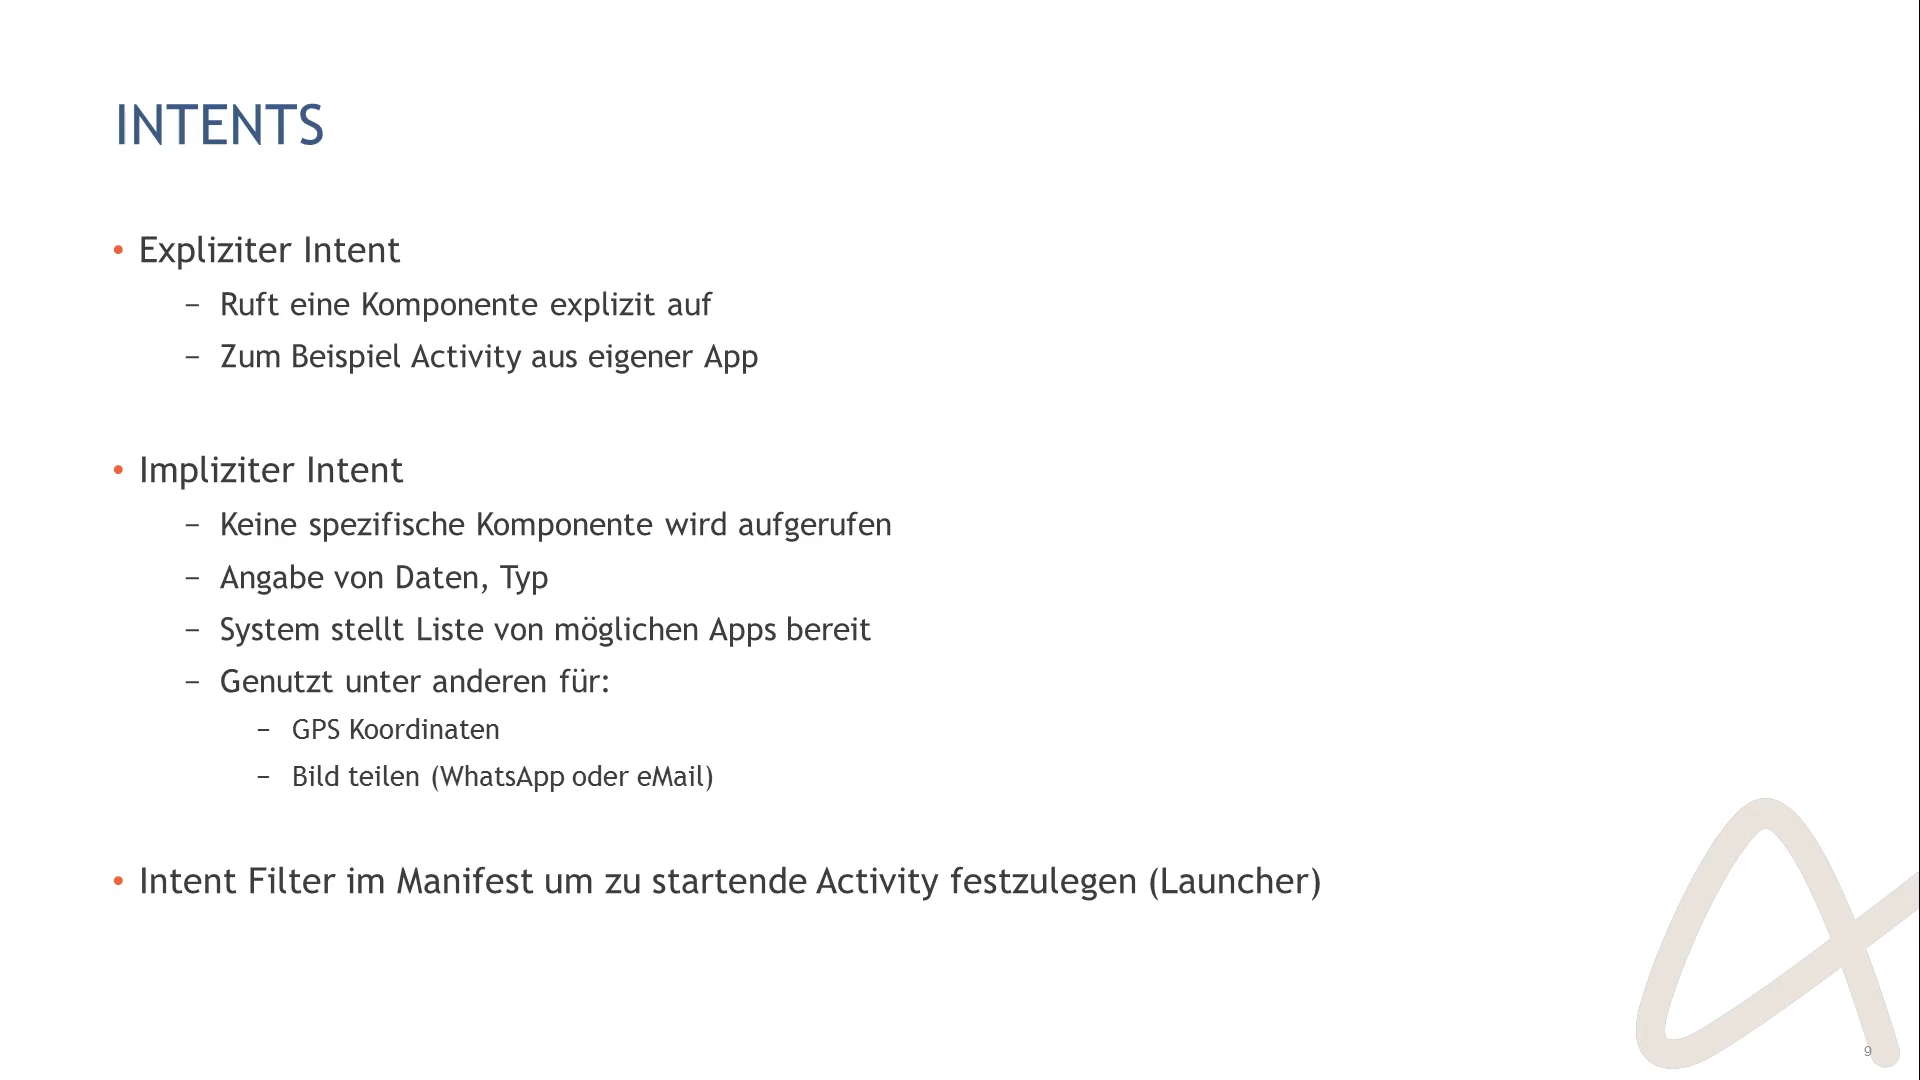 INTENTS
• Expliziter Intent
– Ruft eine Komponente explizit auf
– Zum Beispiel Activity aus eigener App
• Impliziter Intent
– Keine spezifische Komponente wird aufgerufen
– Angabe von Daten, Typ
– System stellt Liste von möglichen Apps bereit
– Genutzt unter anderen für:
– GPS Koordinaten
– Bild teilen (WhatsApp oder eMail)
• Intent Filter im Manifest um zu startende Activity festzulegen (Launcher)
9